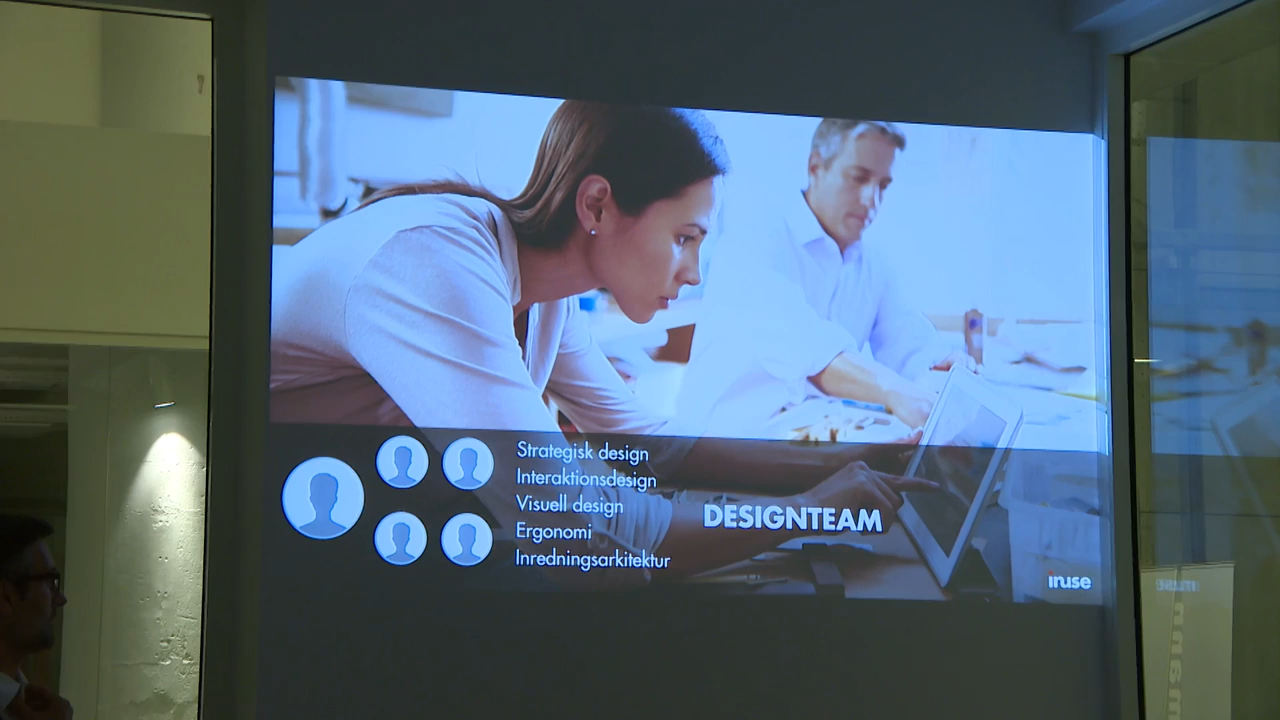 Strategisk design
Interaktionsdesign
Visuell design
Ergonomi
Inredningsarkitektur
DESIGNTEAM
inuse